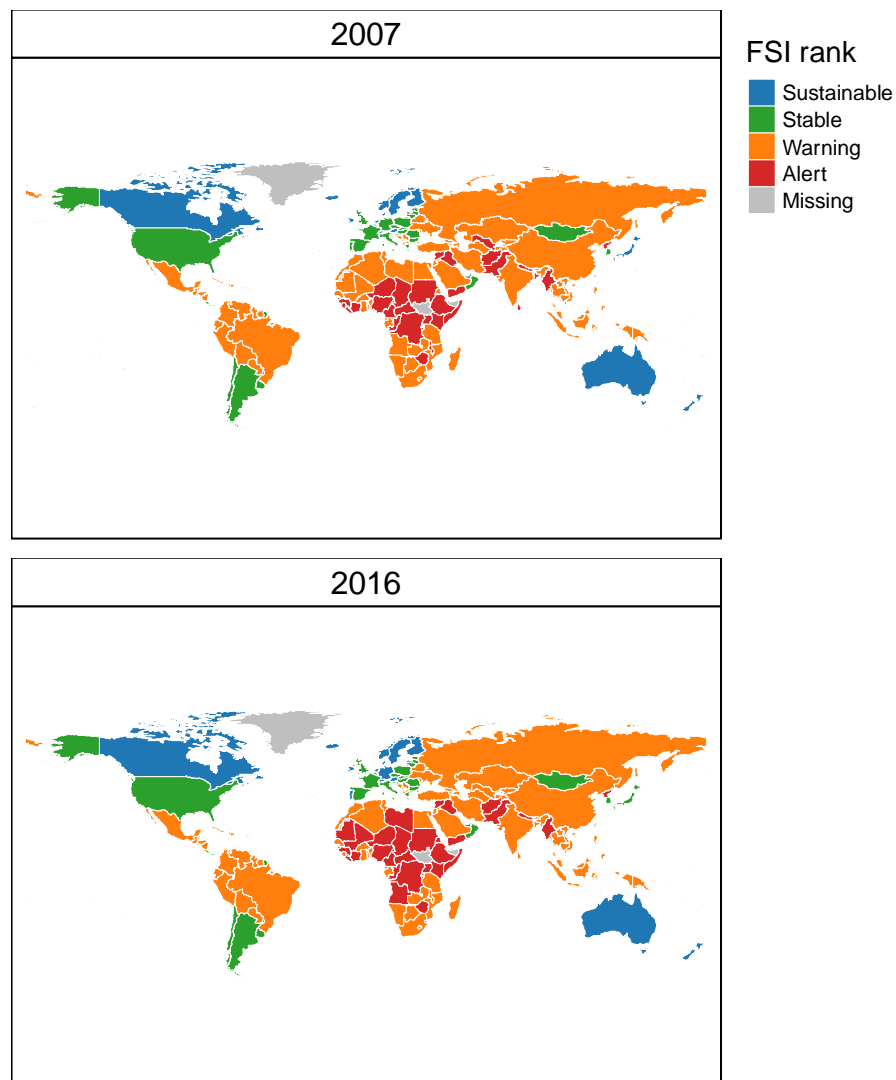 2007
FSI rank
Sustainable
Stable
Warning
Alert
Missing
2016